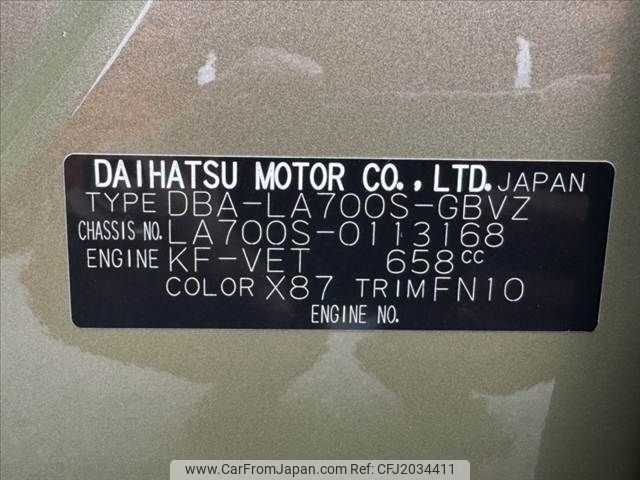 DAIHATSU MOTOR CO., LTD. JAPAN
TYPE DBA-LA700S-GBVZ
CHASSIS NO. LA700S-0113168
ENGINE KF-VET 658cc
COLOR X87 TRIM FN10
ENGINE NO.
www.CarFromJapan.com | Ref.No: CFJ2034411